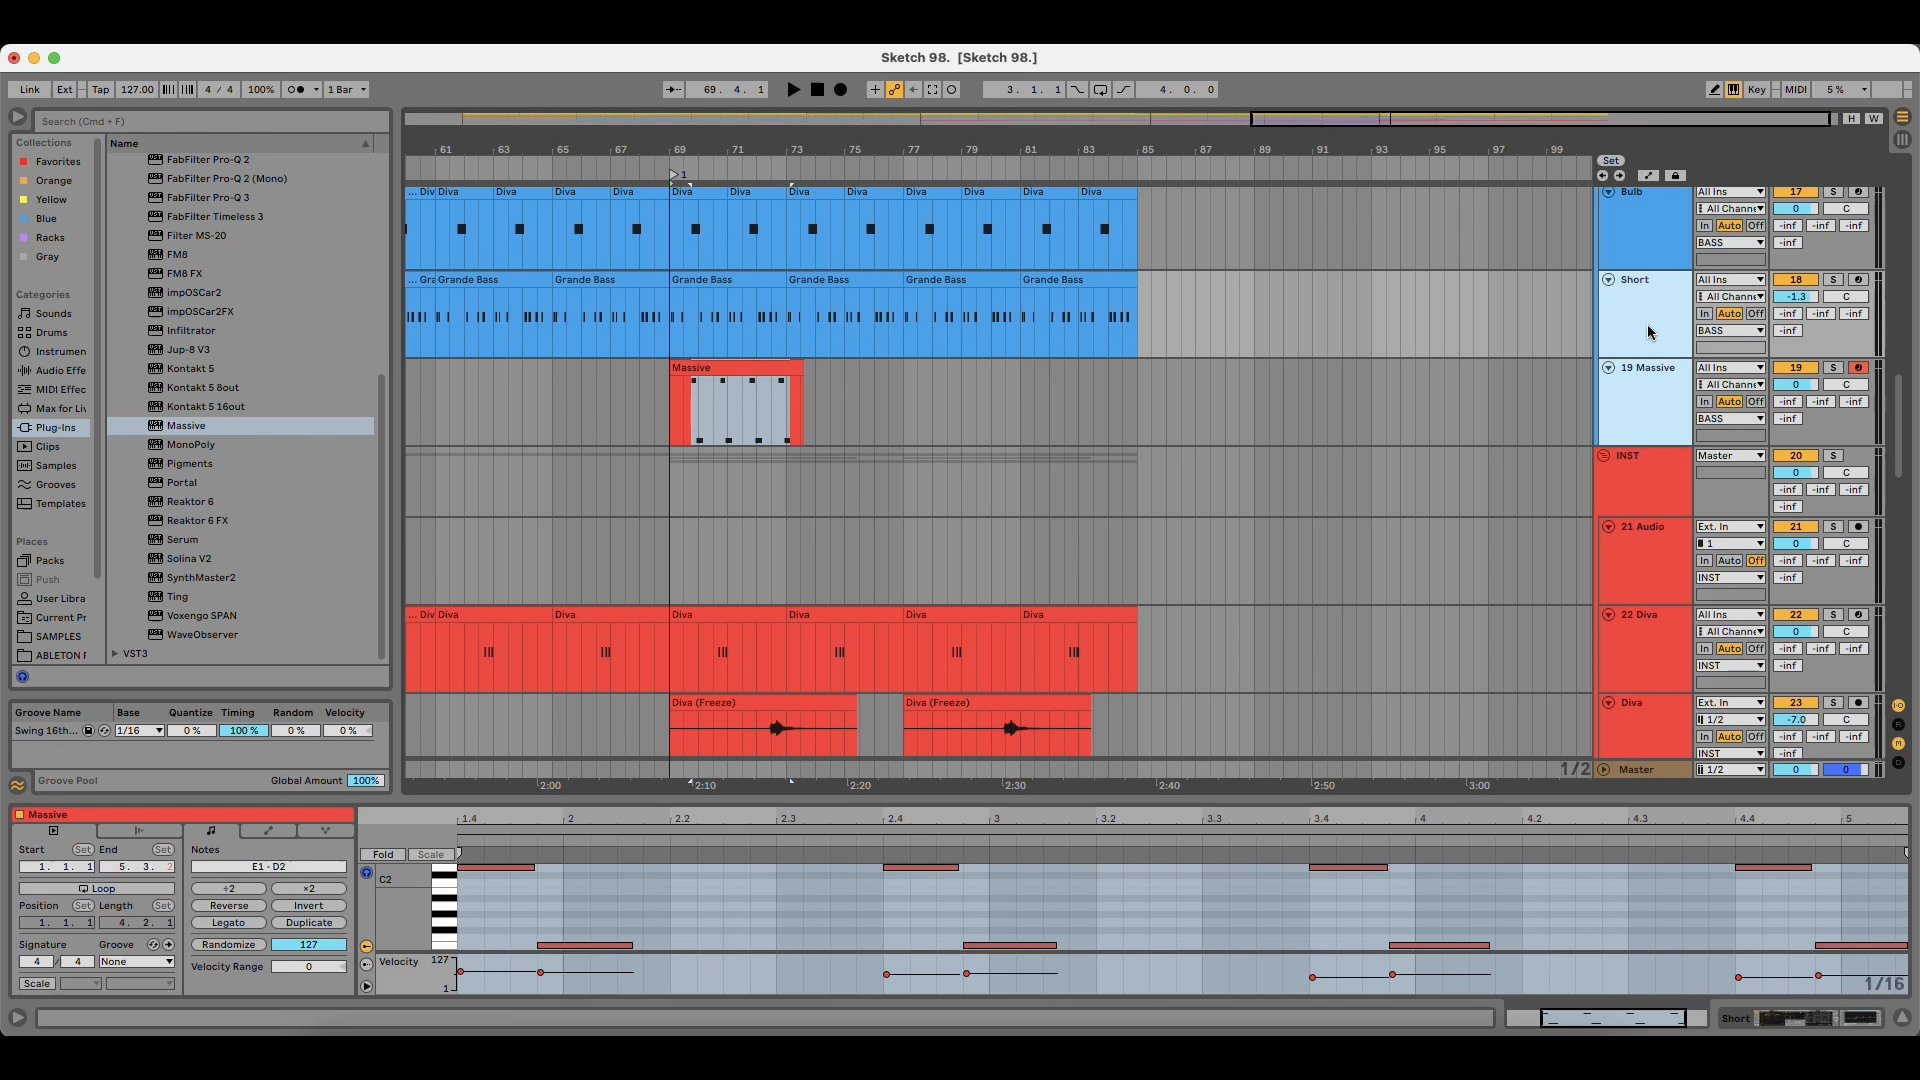 Sketch 98.  [Sketch 98.]
Link Ext Tap 127.00 4 / 4 100% 1 Bar 69. 4. 1 3. 1. 1 4. 0. 0 Key MIDI 5 %
Search (Cmd + F)
H W
Collections
Favorites
Orange
Yellow
Blue
Racks
Gray
Categories
Sounds
Drums
Instrumen
Audio Effe
MIDI Effec
Max for Liv
Plug-Ins
Clips
Samples
Grooves
Templates
Places
Packs
Push
User Libra
Current Pr
SAMPLES
ABLETON F
Name
FabFilter Pro-Q 2
FabFilter Pro-Q 2 (Mono)
FabFilter Pro-Q 3
FabFilter Timeless 3
Filter MS-20
FM8
FM8 FX
impOSCar2
impOSCar2FX
Infiltrator
Jup-8 V3
Kontakt 5
Kontakt 5 8out
Kontakt 5 16out
Massive
MonoPoly
Pigments
Portal
Reaktor 6
Reaktor 6 FX
Serum
Solina V2
SynthMaster2
Ting
Voxengo SPAN
WaveObserver
VST3
Groove Name Base Quantize Timing Random Velocity
Swing 16th... 1/16 0 % 100 % 0 % 0 %
Groove Pool Global Amount 100%
61 63 65 67 69 71 73 75 77 79 81 83 85 87 89 91 93 95 97 99
Set
1
... Div Diva Diva Diva Diva Diva Diva Diva Diva Diva Diva Diva Diva
... Gra Grande Bass Grande Bass Grande Bass Grande Bass Grande Bass Grande Bass
Massive
... Div Diva Diva Diva Diva Diva Diva
Diva (Freeze) Diva (Freeze)
1/2
2:00 2:10 2:20 2:30 2:40 2:50 3:00
Bulb All Ins 17 S
All Channe 0 C
In Auto Off -inf -inf -inf
BASS -inf
Short All Ins 18 S
All Channe -1.3 C
In Auto Off -inf -inf -inf
BASS -inf
19 Massive All Ins 19 S
All Channe 0 C
In Auto Off -inf -inf -inf
BASS -inf
INST Master 20 S
0 C
-inf -inf -inf
-inf
21 Audio Ext. In 21 S
1 0 C
In Auto Off -inf -inf -inf
INST -inf
22 Diva All Ins 22 S
All Channe 0 C
In Auto Off -inf -inf -inf
INST -inf
Diva Ext. In 23 S
1/2 -7.0 C
In Auto Off -inf -inf -inf
INST -inf
Master 1/2 0 0
Massive
Start Set End Set
1. 1. 1 5. 3. 2
Loop
Position Set Length Set
1. 1. 1 4. 2. 1
Signature Groove
4 / 4 None
Scale
Notes
E1 - D2
÷2 ×2
Reverse Invert
Legato Duplicate
Randomize 127
Velocity Range 0
1.4 2 2.2 2.3 2.4 3 3.2 3.3 3.4 4 4.2 4.3 4.4 5
Fold Scale
C2
Velocity 127
1
1/16
Short